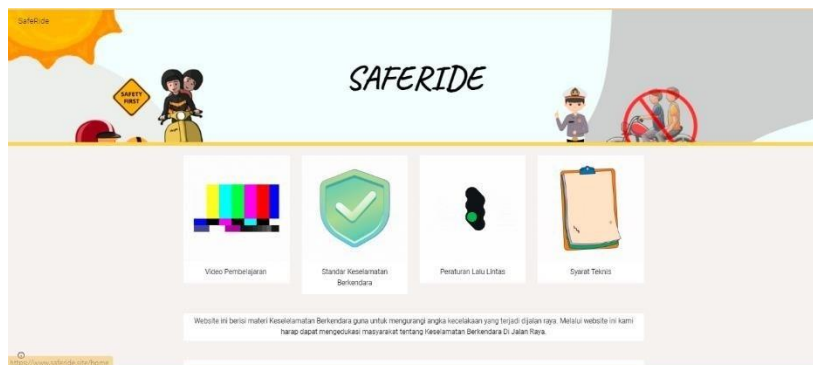 SafeRide
SAFERIDE
SAFETY
FIRST
Video Pembelajaran
Standar Keselamatan
Berkendara
Peraturan Lalu Lintas
Syarat Teknis
Website ini berisi materi Keselelamatan Berkendara guna untuk mengurangi angka kecelakaan yang terjadi dijalan raya. Melalui website ini kami
harap dapat mengedukasi masyarakat tentang Keselamatan Berkendara Di Jalan Raya.
https://www.saferide.site/home